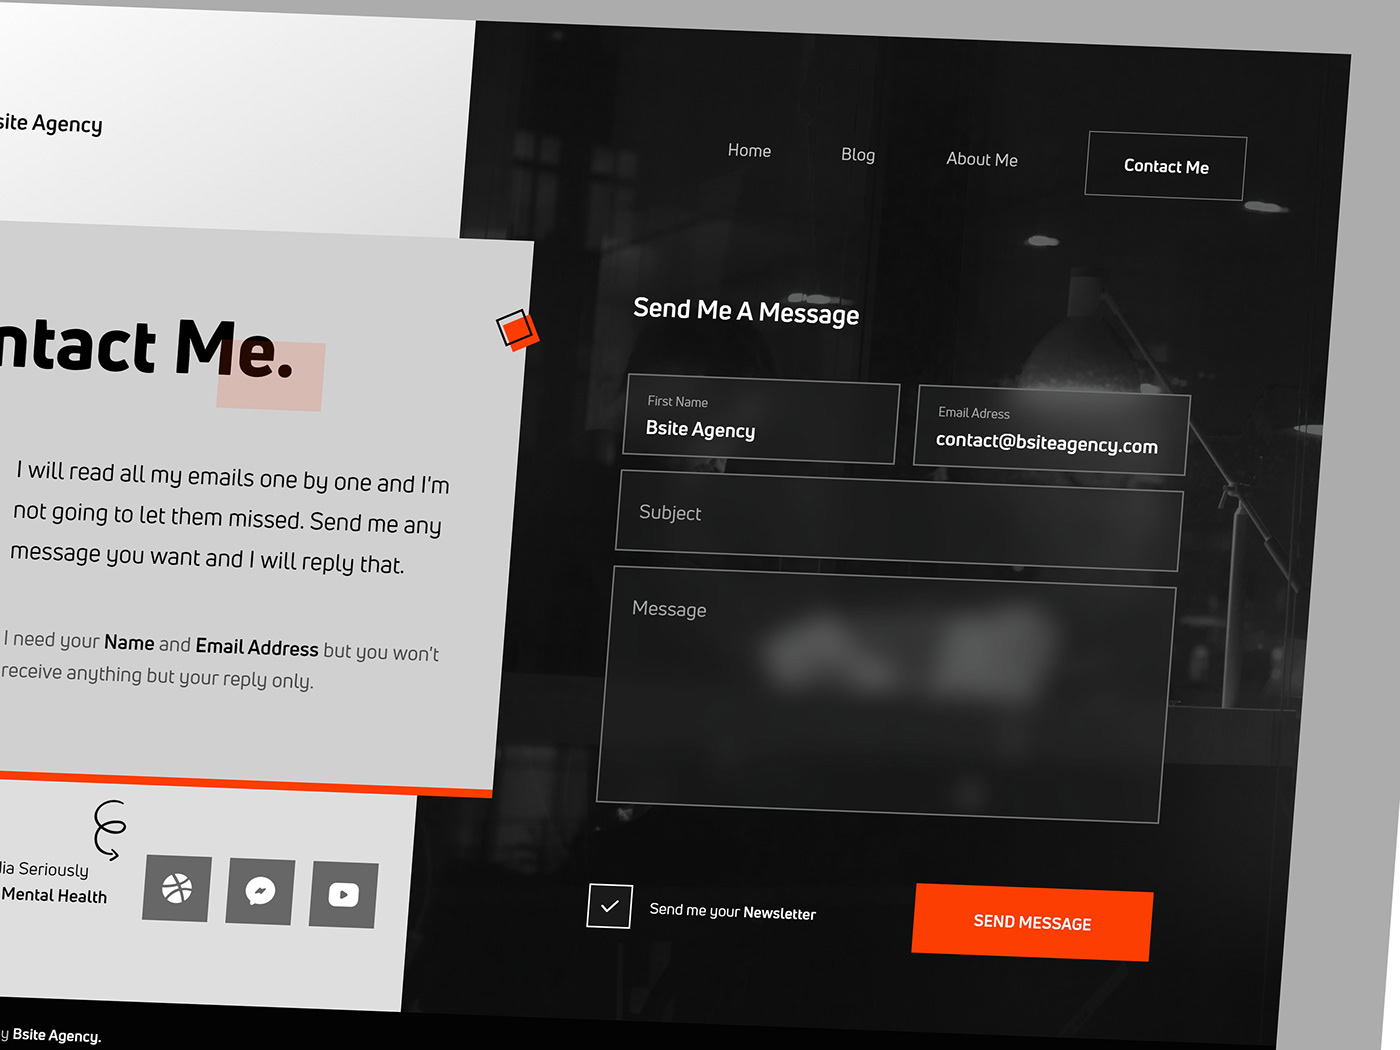 site Agency
Home
Blog
About Me
Contact Me
ntact Me.
I will read all my emails one by one and I'm
not going to let them missed. Send me any
message you want and I will reply that.
I need your Name and Email Address but you won't
receive anything but your reply only.
dia Seriously
Mental Health
y Bsite Agency.
Send Me A Message
First Name
Bsite Agency
Email Adress
contact@bsiteagency.com
Subject
Message
Send me your Newsletter
SEND MESSAGE